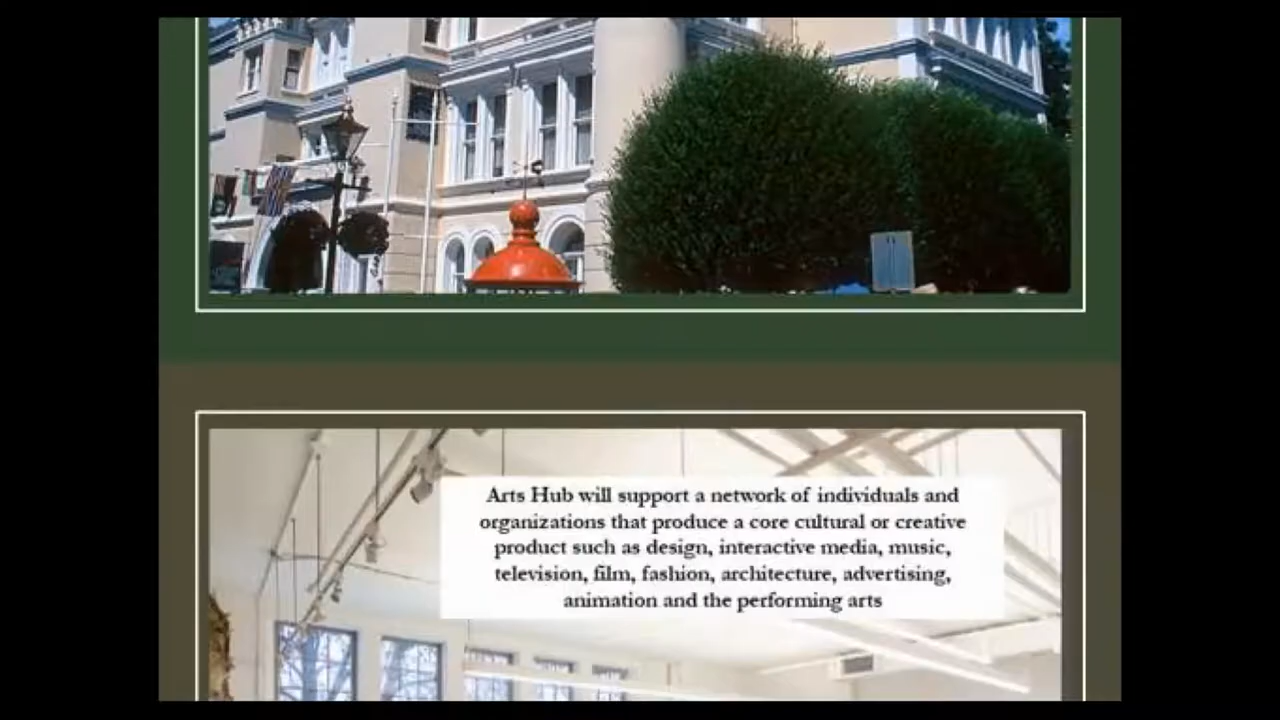 Arts Hub will support a network of individuals and
organizations that produce a core cultural or creative
product such as design, interactive media, music,
television, film, fashion, architecture, advertising,
animation and the performing arts